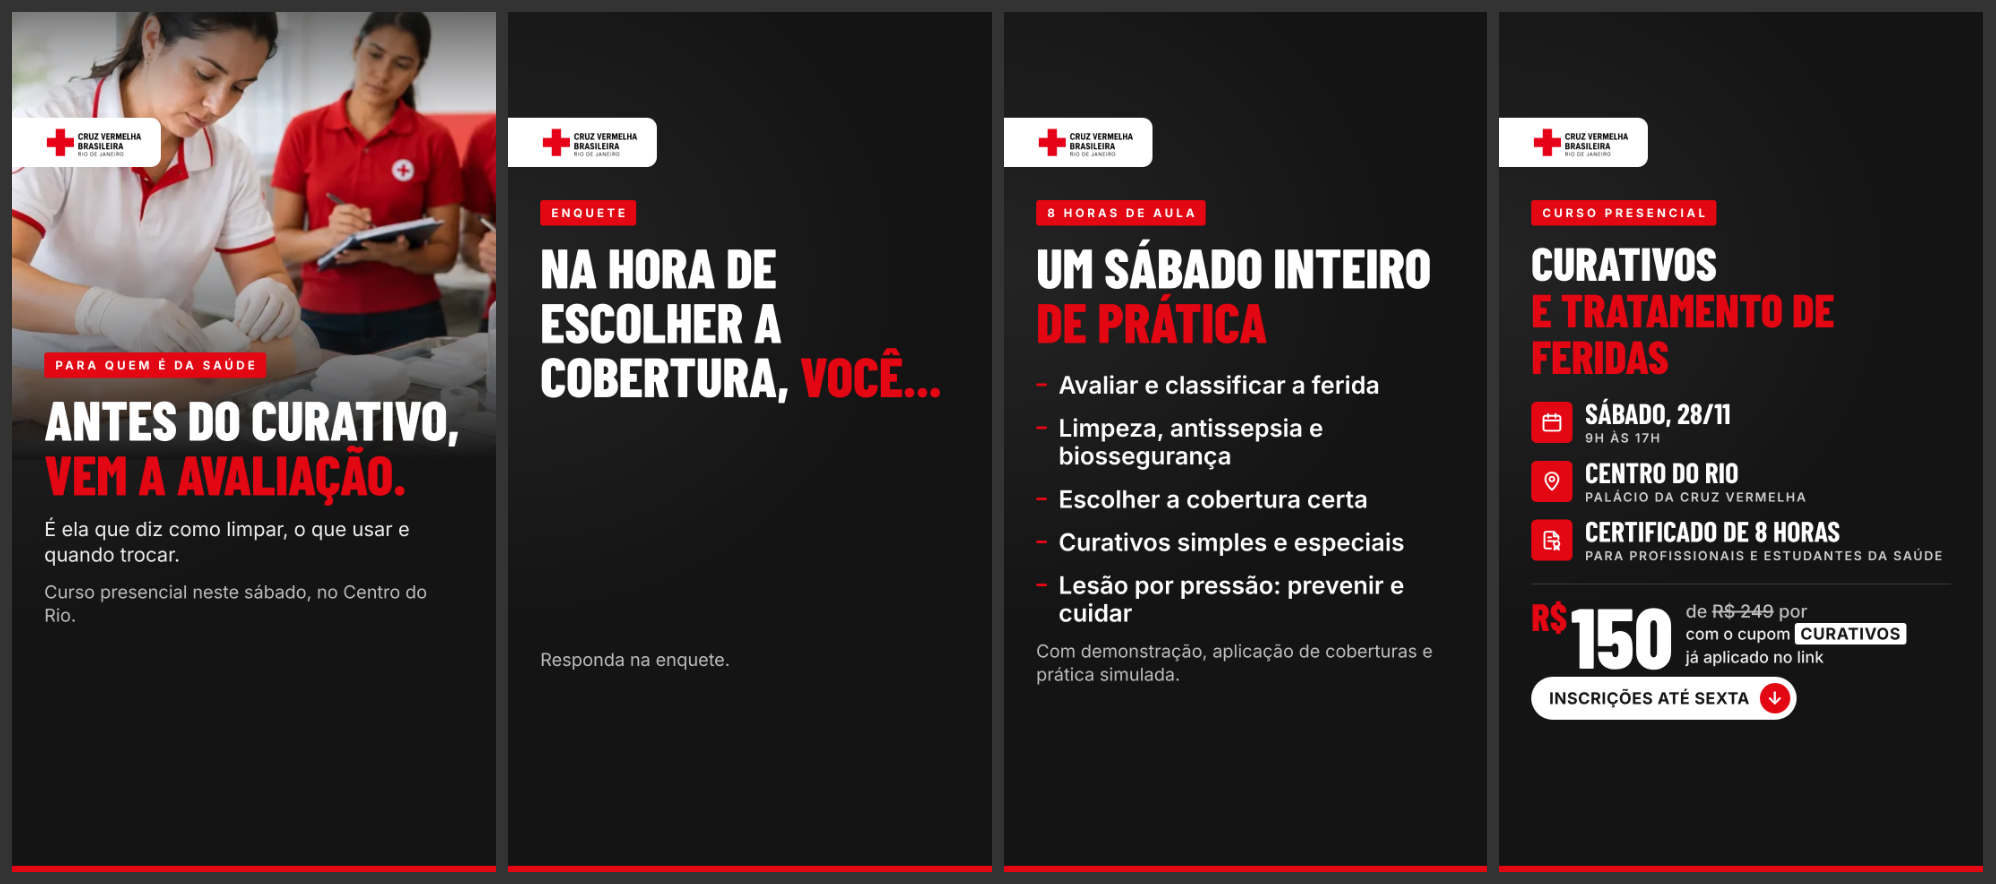 CRUZ VERMELHA
BRASILEIRA
RIO DE JANEIRO
PARA QUEM É DA SAÚDE
ANTES DO CURATIVO,
VEM A AVALIAÇÃO.
É ela que diz como limpar, o que usar e
quando trocar.
Curso presencial neste sábado, no Centro do
Rio.
CRUZ VERMELHA
BRASILEIRA
RIO DE JANEIRO
ENQUETE
NA HORA DE
ESCOLHER A
COBERTURA, VOCÊ...
Responda na enquete.
CRUZ VERMELHA
BRASILEIRA
RIO DE JANEIRO
8 HORAS DE AULA
UM SÁBADO INTEIRO
DE PRÁTICA
– Avaliar e classificar a ferida
– Limpeza, antissepsia e
biossegurança
– Escolher a cobertura certa
– Curativos simples e especiais
– Lesão por pressão: prevenir e
cuidar
Com demonstração, aplicação de coberturas e
prática simulada.
CRUZ VERMELHA
BRASILEIRA
RIO DE JANEIRO
CURSO PRESENCIAL
CURATIVOS
E TRATAMENTO DE
FERIDAS
SÁBADO, 28/11
9H ÀS 17H
CENTRO DO RIO
PALÁCIO DA CRUZ VERMELHA
CERTIFICADO DE 8 HORAS
PARA PROFISSIONAIS E ESTUDANTES DA SAÚDE
R$150
de R$ 249 por
com o cupom CURATIVOS
já aplicado no link
INSCRIÇÕES ATÉ SEXTA